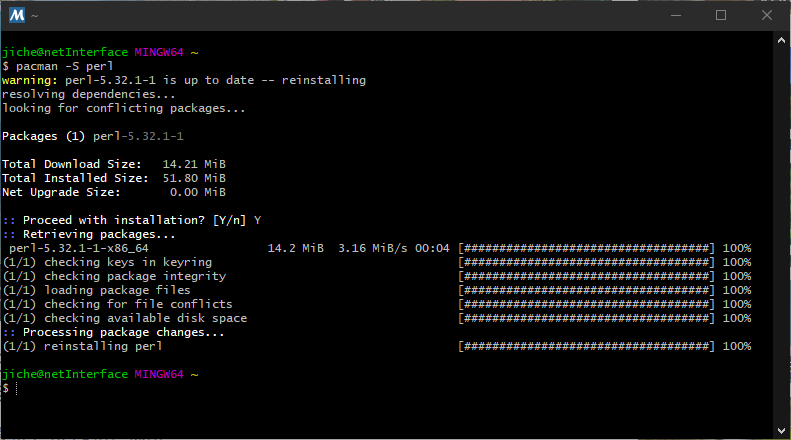 M ~
jiche@netInterface MINGW64 ~
$ pacman -S perl
warning: perl-5.32.1-1 is up to date -- reinstalling
resolving dependencies...
looking for conflicting packages...
Packages (1) perl-5.32.1-1
Total Download Size:   14.21 MiB
Total Installed Size:  51.80 MiB
Net Upgrade Size:       0.00 MiB
:: Proceed with installation? [Y/n] Y
:: Retrieving packages...
 perl-5.32.1-1-x86_64                 14.2 MiB  3.16 MiB/s 00:04 [###################################] 100%
(1/1) checking keys in keyring                                   [###################################] 100%
(1/1) checking package integrity                                 [###################################] 100%
(1/1) loading package files                                      [###################################] 100%
(1/1) checking for file conflicts                                [###################################] 100%
(1/1) checking available disk space                              [###################################] 100%
:: Processing package changes...
(1/1) reinstalling perl                                          [###################################] 100%
jiche@netInterface MINGW64 ~
$